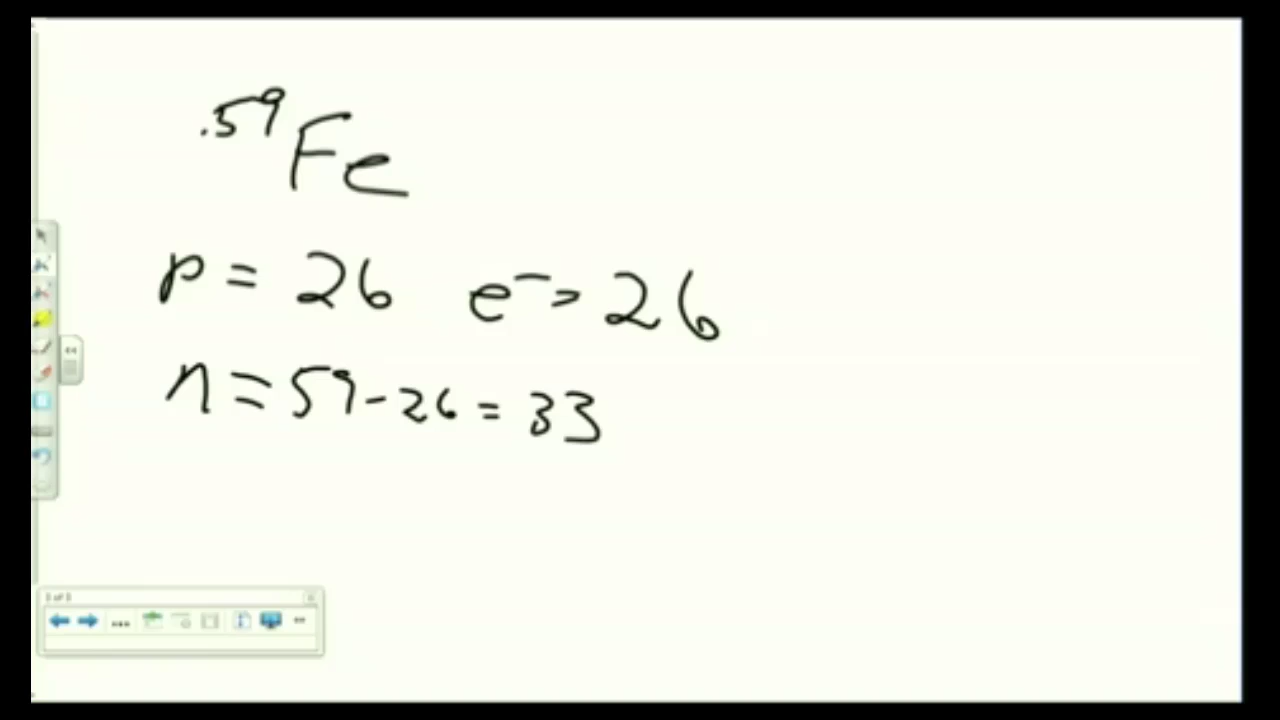 .59Fe
p = 26 e- = 26
n = 59 - 26 = 33